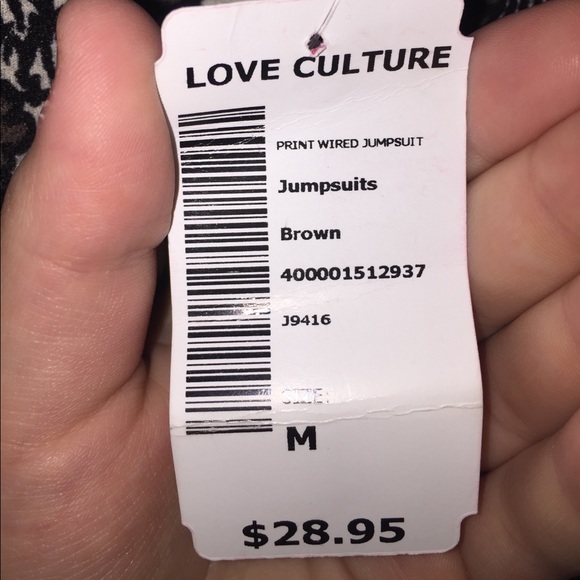 LOVE CULTURE
PRINT WIRED JUMPSUIT
Jumpsuits
Brown
400001512937
J9416
SIZE:
M
$28.95